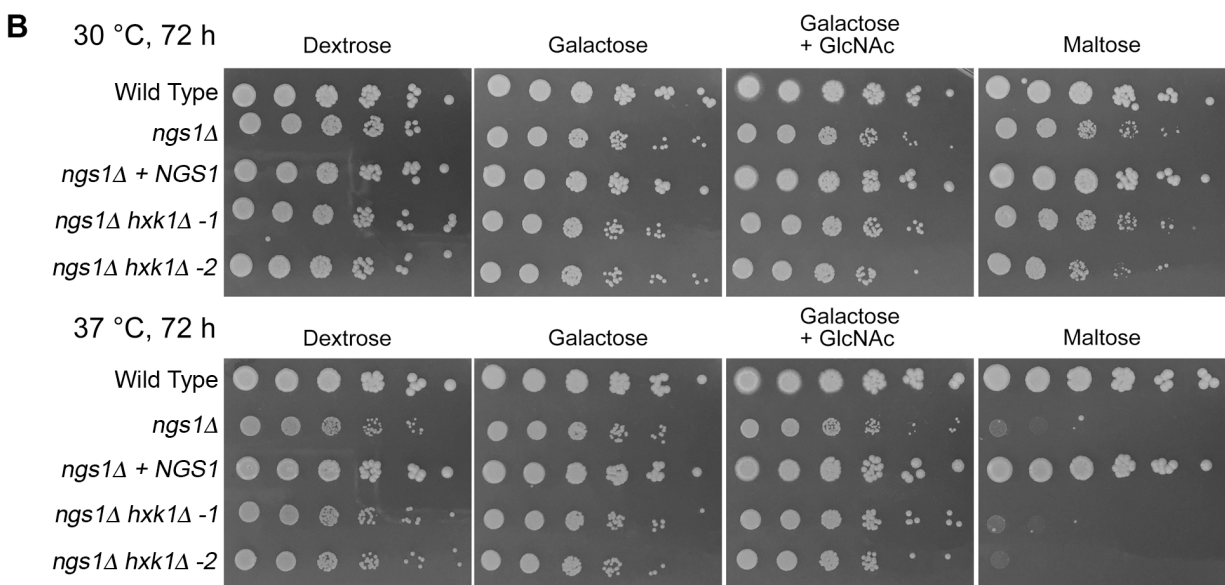 B
30 °C, 72 h
Dextrose
Galactose
Galactose
+ GlcNAc
Maltose
Wild Type
ngs1Δ
ngs1Δ + NGS1
ngs1Δ hxk1Δ -1
ngs1Δ hxk1Δ -2
37 °C, 72 h
Dextrose
Galactose
Galactose
+ GlcNAc
Maltose
Wild Type
ngs1Δ
ngs1Δ + NGS1
ngs1Δ hxk1Δ -1
ngs1Δ hxk1Δ -2